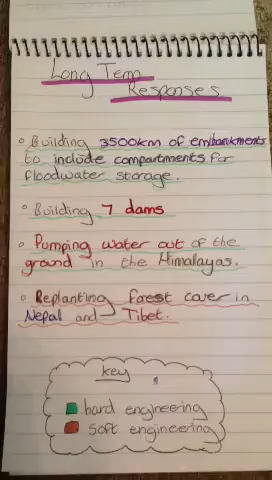 Long Term
Responses
Building 3500km of embankments
to include compartments for
floodwater storage.
Building 7 dams
Pumping water out of the
ground in the Himalayas.
Replanting forest cover in
Nepal and Tibet.
key
hard engineering
soft engineering